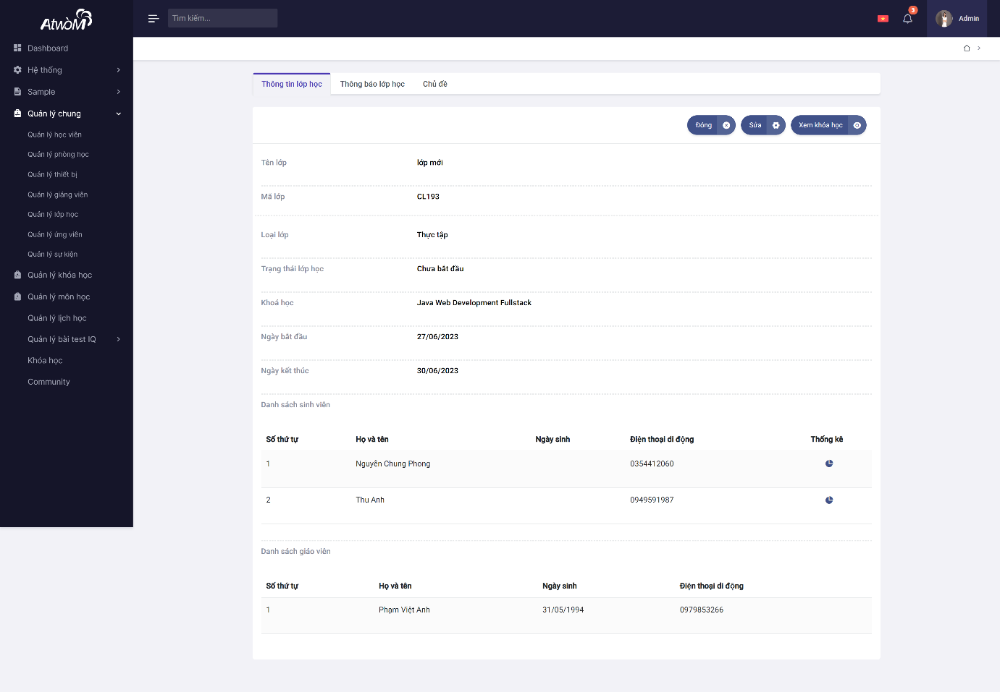 AtwòM
Tìm kiếm...
3
Admin
Dashboard
Hệ thống
Sample
Quản lý chung
Quản lý học viên
Quản lý phòng học
Quản lý thiết bị
Quản lý giảng viên
Quản lý lớp học
Quản lý ứng viên
Quản lý sự kiện
Quản lý khóa học
Quản lý môn học
Quản lý lịch học
Quản lý bài test IQ
Khóa học
Community
Thông tin lớp học Thông báo lớp học Chủ đề
Đóng Sửa Xem khóa học
Tên lớp lớp mới
Mã lớp CL193
Loại lớp Thực tập
Trạng thái lớp học Chưa bắt đầu
Khoá học Java Web Development Fullstack
Ngày bắt đầu 27/06/2023
Ngày kết thúc 30/06/2023
Danh sách sinh viên
Số thứ tự Họ và tên Ngày sinh Điện thoại di động Thống kê
1 Nguyễn Chung Phong 0354412060
2 Thu Anh 0949591987
Danh sách giáo viên
Số thứ tự Họ và tên Ngày sinh Điện thoại di động
1 Phạm Việt Anh 31/05/1994 0979853266